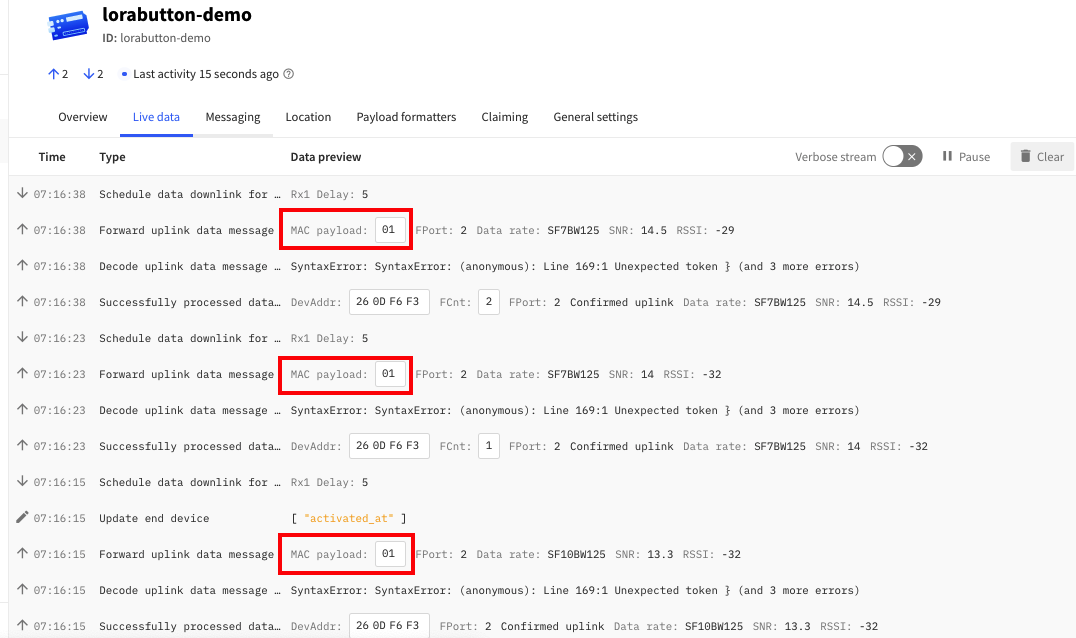 lorabutton-demo
ID: lorabutton-demo
2 2 Last activity 15 seconds ago
Overview Live data Messaging Location Payload formatters Claiming General settings
Time Type Data preview Verbose stream Pause Clear
07:16:38 Schedule data downlink for … Rx1 Delay: 5
07:16:38 Forward uplink data message MAC payload: 01 FPort: 2 Data rate: SF7BW125 SNR: 14.5 RSSI: -29
07:16:38 Decode uplink data message … SyntaxError: SyntaxError: (anonymous): Line 169:1 Unexpected token } (and 3 more errors)
07:16:38 Successfully processed data… DevAddr: 26 0D F6 F3 FCnt: 2 FPort: 2 Confirmed uplink Data rate: SF7BW125 SNR: 14.5 RSSI: -29
07:16:23 Schedule data downlink for … Rx1 Delay: 5
07:16:23 Forward uplink data message MAC payload: 01 FPort: 2 Data rate: SF7BW125 SNR: 14 RSSI: -32
07:16:23 Decode uplink data message … SyntaxError: SyntaxError: (anonymous): Line 169:1 Unexpected token } (and 3 more errors)
07:16:23 Successfully processed data… DevAddr: 26 0D F6 F3 FCnt: 1 FPort: 2 Confirmed uplink Data rate: SF7BW125 SNR: 14 RSSI: -32
07:16:15 Schedule data downlink for … Rx1 Delay: 5
07:16:15 Update end device [ "activated_at" ]
07:16:15 Forward uplink data message MAC payload: 01 FPort: 2 Data rate: SF10BW125 SNR: 13.3 RSSI: -32
07:16:15 Decode uplink data message … SyntaxError: SyntaxError: (anonymous): Line 169:1 Unexpected token } (and 3 more errors)
07:16:15 Successfully processed data… DevAddr: 26 0D F6 F3 FPort: 2 Confirmed uplink Data rate: SF10BW125 SNR: 13.3 RSSI: -32